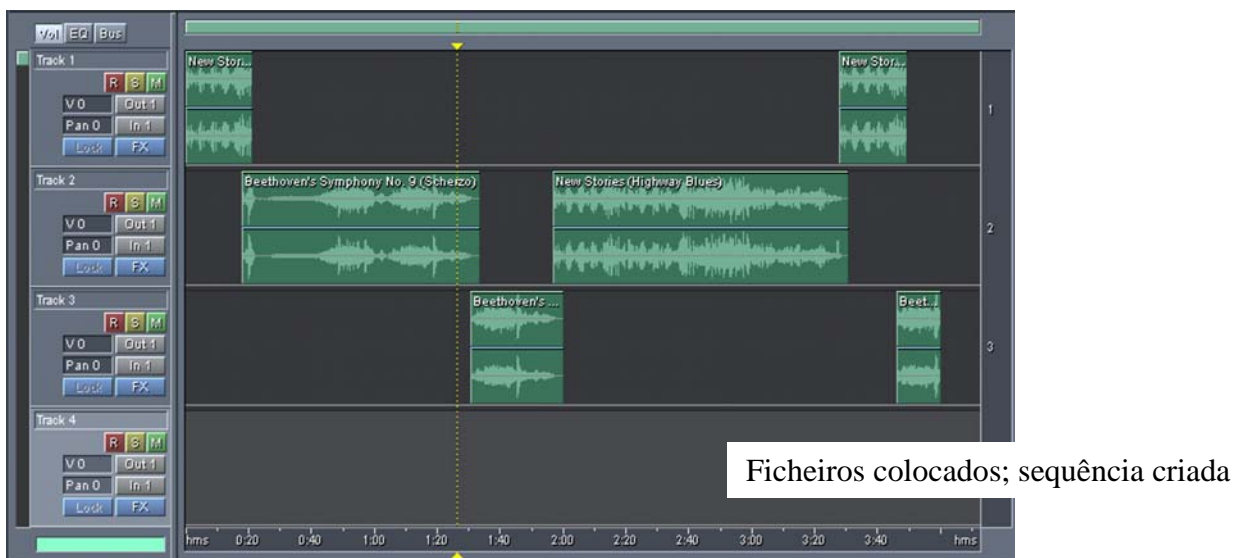 Vol EQ Bus
Track 1
R S M
V 0 Out 1
Pan 0 In 1
Lock FX
New Stori...
New Stor...
1
Track 2
R S M
V 0 Out 1
Pan 0 In 1
Lock FX
Beethoven's Symphony No. 9 (Scherzo)
New Stories (Highway Blues)
2
Track 3
R S M
V 0 Out 1
Pan 0 In 1
Lock FX
Beethoven's ...
Beet...
3
Track 4
R S M
V 0 Out 1
Pan 0 In 1
Lock FX
Ficheiros colocados; sequência criada
hms 0:20 0:40 1:00 1:20 1:40 2:00 2:20 2:40 3:00 3:20 3:40 hms